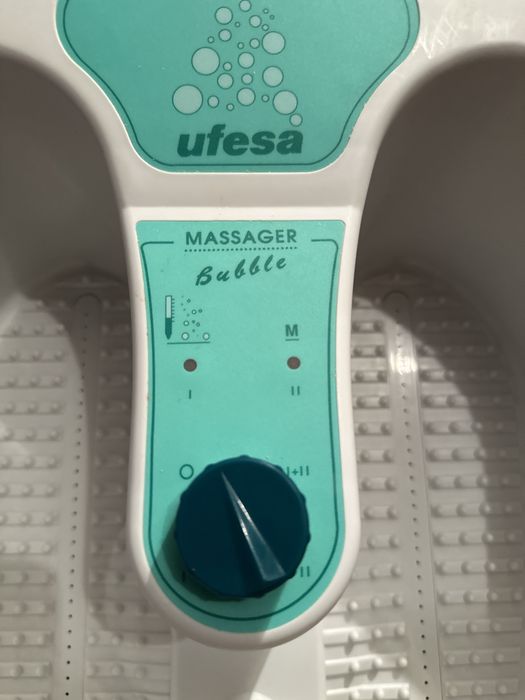 ufesa
MASSAGER
Bubble
M
I II
O I+II
I II